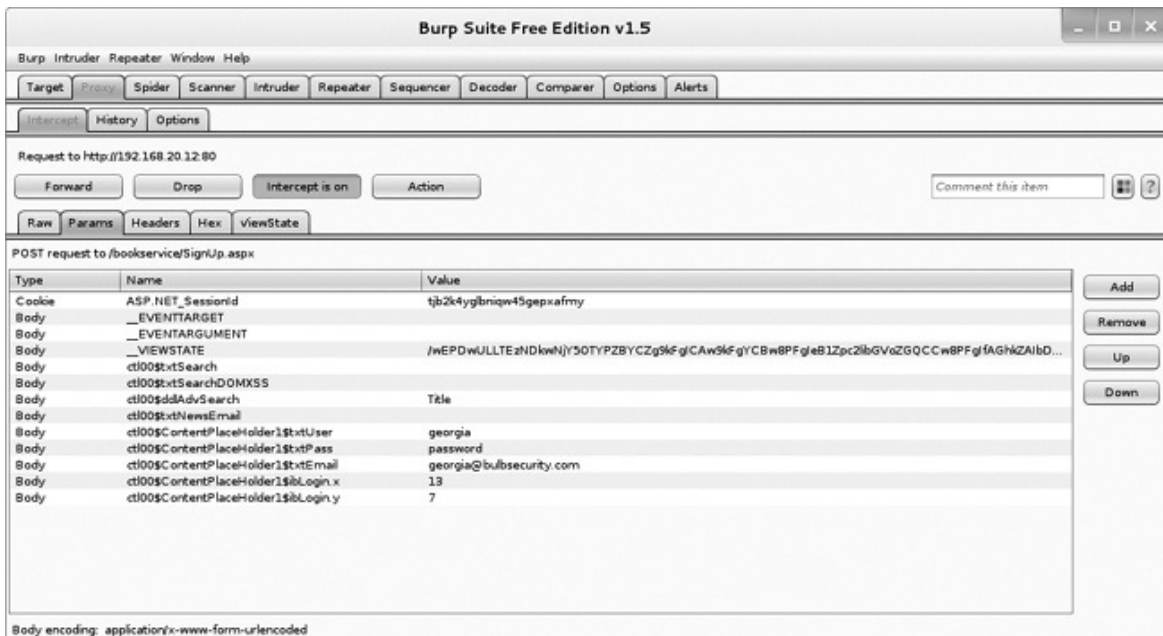 Burp Suite Free Edition v1.5
Burp Intruder Repeater Window Help
Target Proxy Spider Scanner Intruder Repeater Sequencer Decoder Comparer Options Alerts
Intercept History Options
Request to http://192.168.20.12:80
Forward Drop Intercept is on Action Comment this item ?
Raw Params Headers Hex ViewState
POST request to /bookservice/SignUp.aspx
Type Name Value
Cookie ASP.NET_SessionId tjb2k4yglbniqw45gepxafmy
Body __EVENTTARGET
Body __EVENTARGUMENT
Body __VIEWSTATE
Body ctl00$txtSearch
Body ctl00$txtSearchDOMXSS
Body ctl00$ddlAdvSearch Title
Body ctl00$txtNewsEmail
Body ctl00$ContentPlaceHolder1$txtUser georgia
Body ctl00$ContentPlaceHolder1$txtPass password
Body ctl00$ContentPlaceHolder1$txtEmail georgia@bulbsecurity.com
Body ctl00$ContentPlaceHolder1$ibLogin.x 13
Body ctl00$ContentPlaceHolder1$ibLogin.y 7
Add
Remove
Up
Down
Body encoding: application/x-www-form-urlencoded